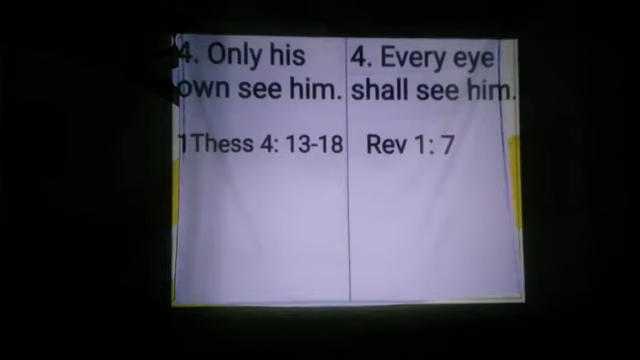 4. Only his
own see him.
1Thess 4: 13-18
4. Every eye
shall see him.
Rev 1: 7